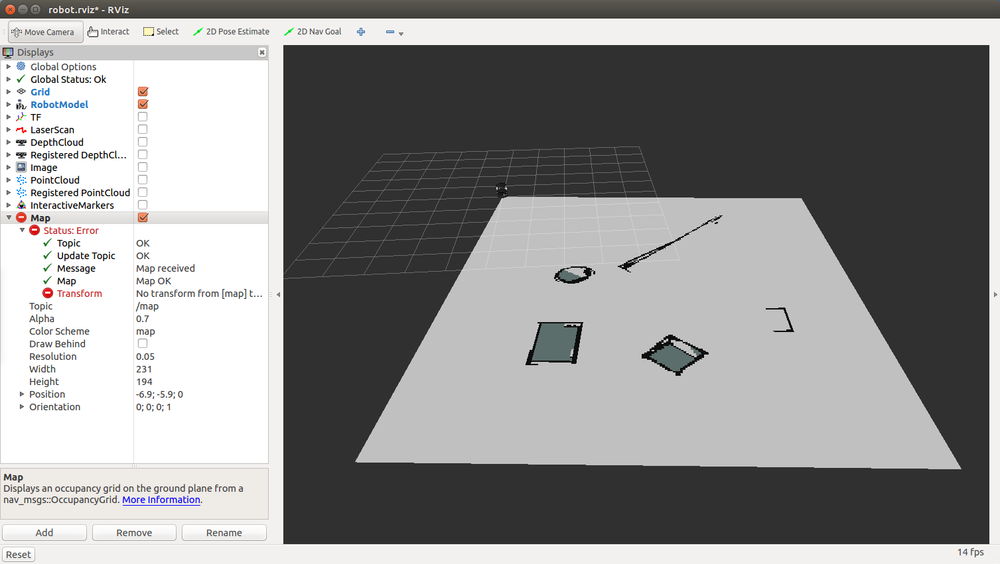 robot.rviz* - RViz
Move Camera Interact Select 2D Pose Estimate 2D Nav Goal
Displays
Global Options
Global Status: Ok
Grid
RobotModel
TF
LaserScan
DepthCloud
Registered DepthCl...
Image
PointCloud
Registered PointCloud
InteractiveMarkers
Map
Status: Error
Topic OK
Update Topic OK
Message Map received
Map Map OK
Transform No transform from [map] t...
Topic /map
Alpha 0.7
Color Scheme map
Draw Behind
Resolution 0.05
Width 231
Height 194
Position -6.9; -5.9; 0
Orientation 0; 0; 0; 1
Map
Displays an occupancy grid on the ground plane from a
nav_msgs::OccupancyGrid. More Information.
Add Remove Rename
Reset 14 fps